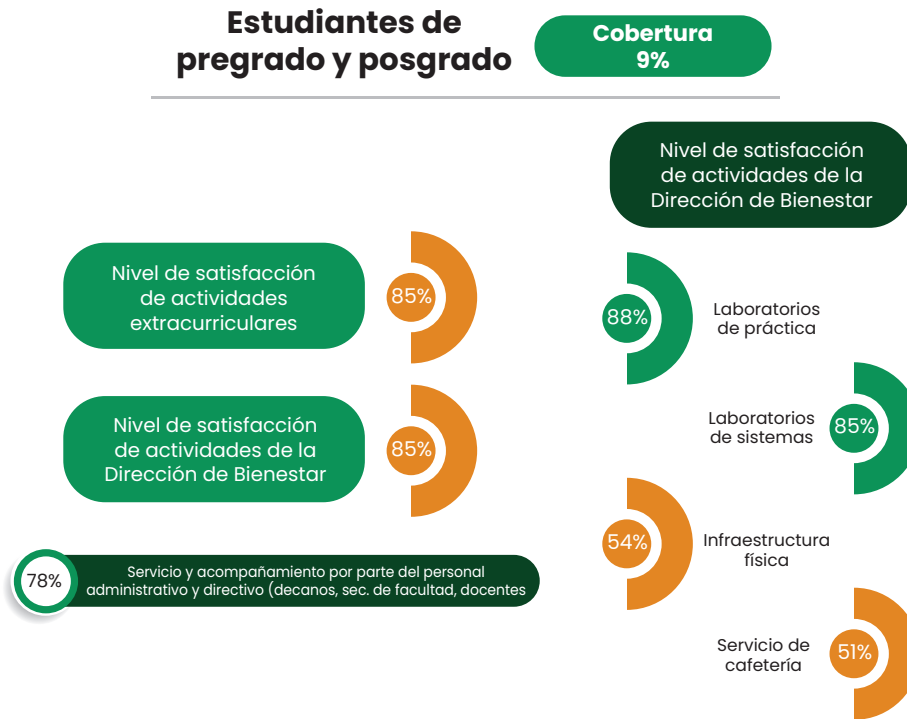 Estudiantes de
pregrado y posgrado
Cobertura
9%
Nivel de satisfacción
de actividades
extracurriculares
85%
Nivel de satisfacción
de actividades de la
Dirección de Bienestar
85%
78%
Servicio y acompañamiento por parte del personal
administrativo y directivo (decanos, sec. de facultad, docentes
Nivel de satisfacción
de actividades de la
Dirección de Bienestar
88%
Laboratorios
de práctica
Laboratorios
de sistemas
85%
54%
Infraestructura
física
Servicio de
cafetería
51%